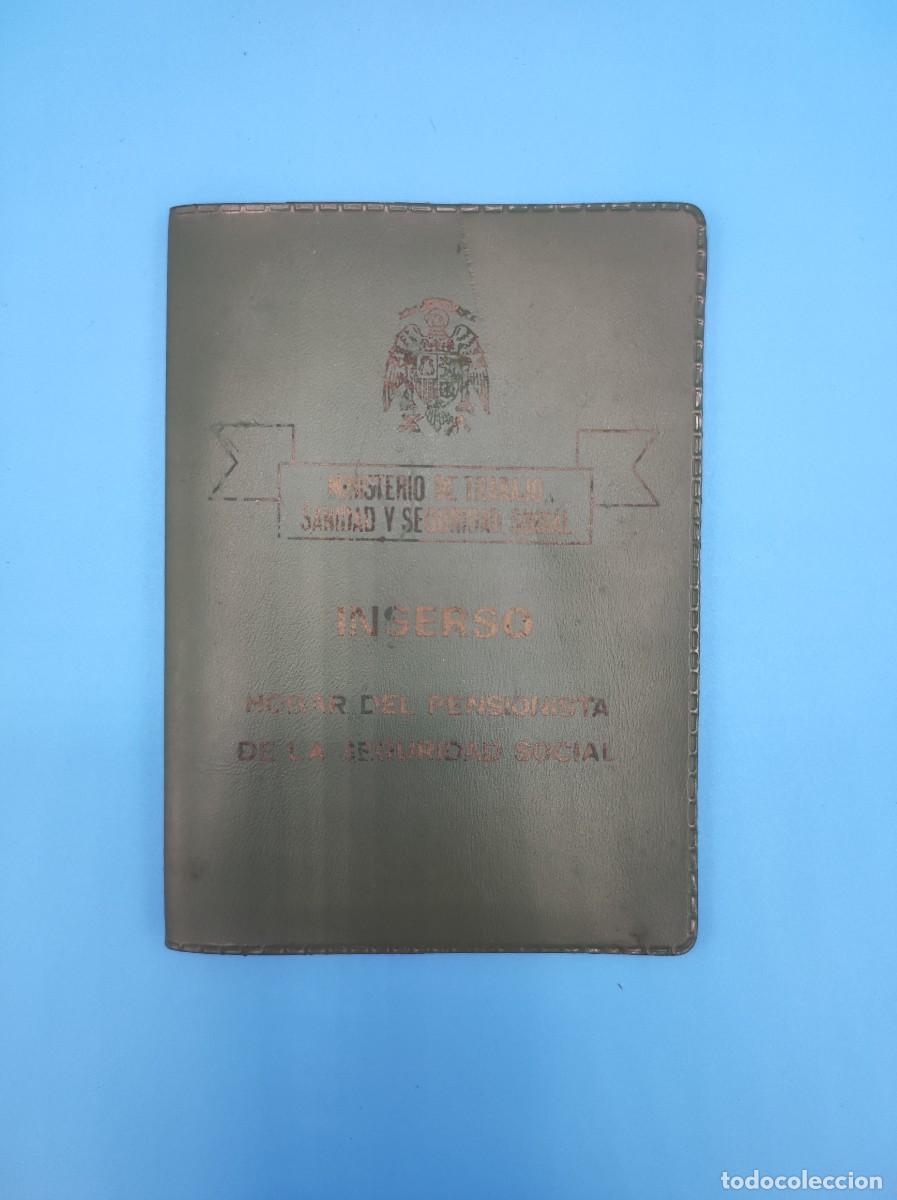 MINISTERIO DE TRABAJO,
SANIDAD Y SEGURIDAD SOCIAL
INSERSO
HOGAR DEL PENSIONISTA
DE LA SEGURIDAD SOCIAL
todocoleccion